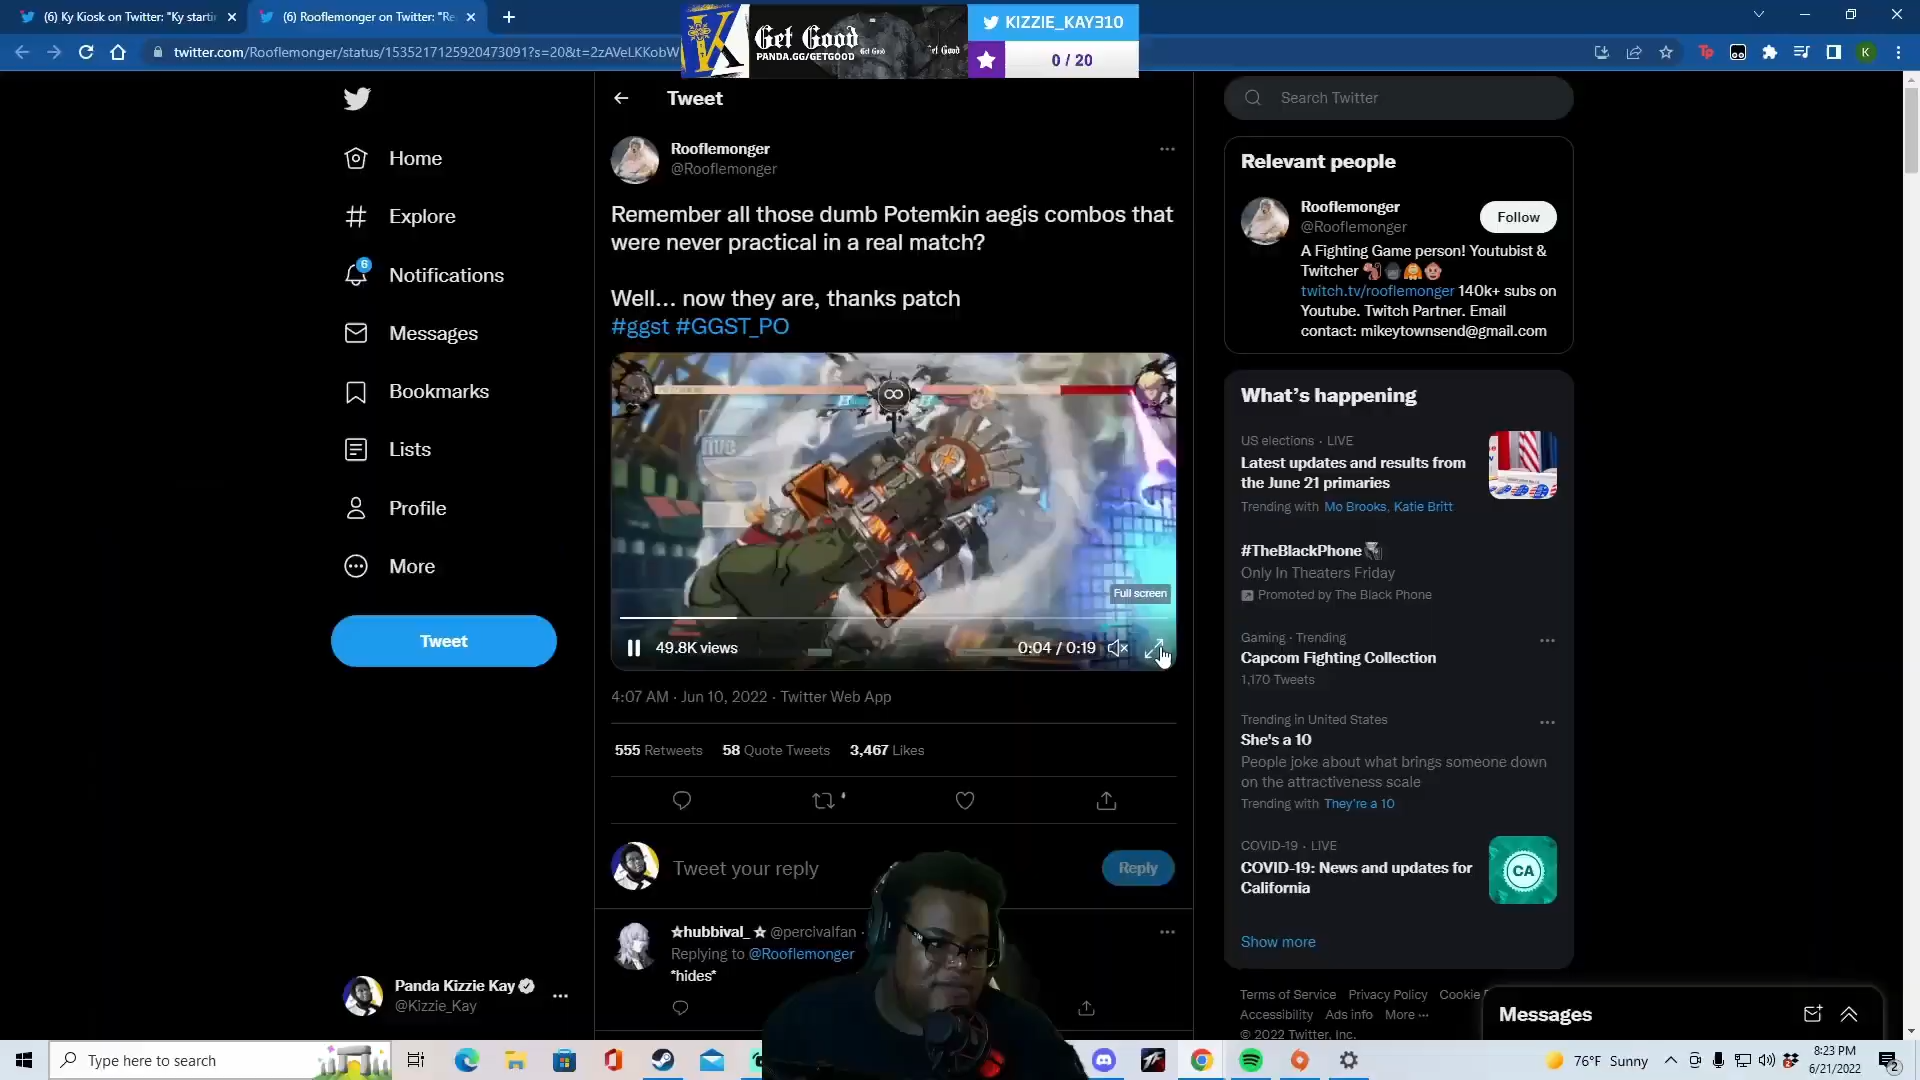 (6) Ky Kiosk on Twitter: "Ky starti
(6) Rooflemonger on Twitter: "Re
twitter.com/Rooflemonger/status/1535217125920473091?s=20&t=2zAVeLKKobW
Get Good
PANDA.GG/GETGOOD
Get Good
Get Good
KIZZIE_KAY310
0 / 20
Tweet
Search Twitter
Home
Explore
6
Notifications
Messages
Bookmarks
Lists
Profile
More
Tweet
Panda Kizzie Kay
@Kizzie_Kay
Rooflemonger
@Rooflemonger
Remember all those dumb Potemkin aegis combos that
were never practical in a real match?
Well... now they are, thanks patch
#ggst #GGST_PO
Full screen
49.8K views
0:04 / 0:19
4:07 AM · Jun 10, 2022 · Twitter Web App
555 Retweets 58 Quote Tweets 3,467 Likes
Tweet your reply
Reply
☆hubbival_☆ @percivalfan ·
Replying to @Rooflemonger
*hides*
Relevant people
Rooflemonger
@Rooflemonger
Follow
A Fighting Game person! Youtubist &
Twitcher
twitch.tv/rooflemonger 140k+ subs on
Youtube. Twitch Partner. Email
contact: mikeytownsend@gmail.com
What's happening
US elections · LIVE
Latest updates and results from
the June 21 primaries
Trending with Mo Brooks, Katie Britt
#TheBlackPhone
Only In Theaters Friday
Promoted by The Black Phone
Gaming · Trending
Capcom Fighting Collection
1,170 Tweets
Trending in United States
She's a 10
People joke about what brings someone down
on the attractiveness scale
Trending with They're a 10
COVID-19 · LIVE
COVID-19: News and updates for
California
CA
Show more
Terms of Service Privacy Policy Cookie
Accessibility Ads info More ···
© 2022 Twitter, Inc.
Messages
Type here to search
76°F Sunny
8:23 PM
6/21/2022
2